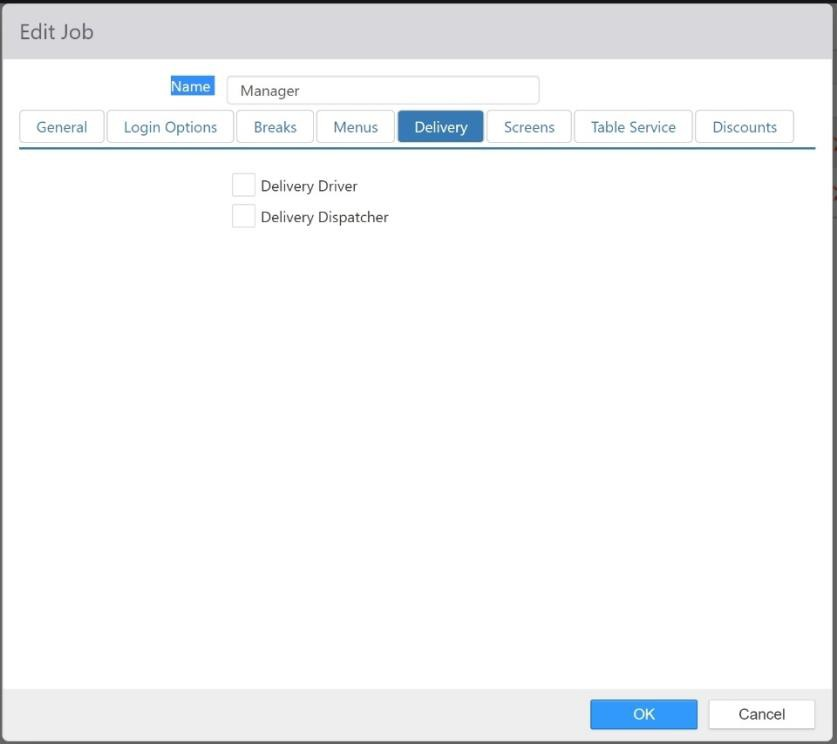 Edit Job
Name Manager
General Login Options Breaks Menus Delivery Screens Table Service Discounts
Delivery Driver
Delivery Dispatcher
OK Cancel